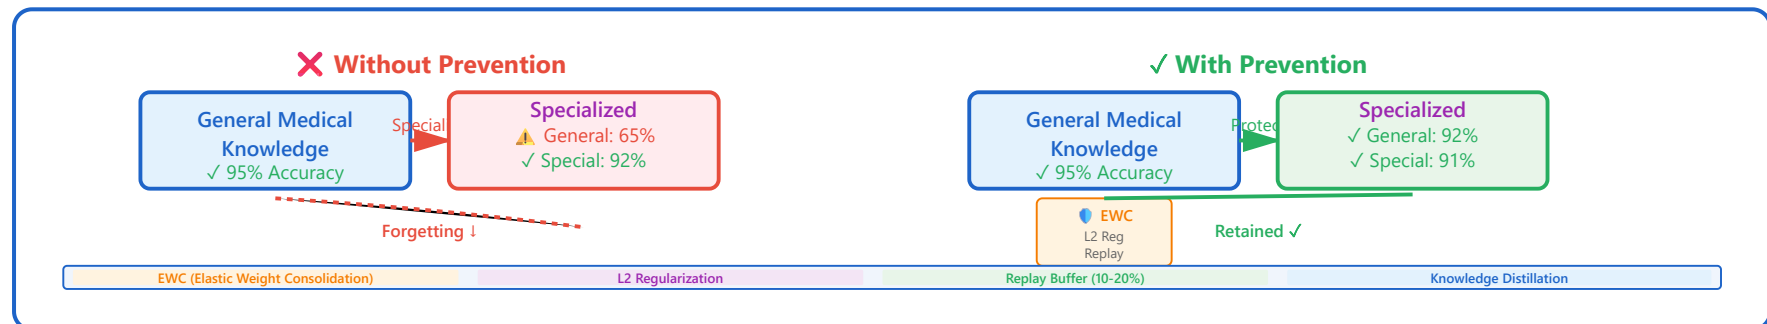 ❌ Without Prevention
General Medical
Knowledge
✓ 95% Accuracy
Special
Specialized
⚠️ General: 65%
✓ Special: 92%
Forgetting ↓
✓ With Prevention
General Medical
Knowledge
✓ 95% Accuracy
Protec
Specialized
✓ General: 92%
✓ Special: 91%
🛡️ EWC
L2 Reg
Replay
Retained ✓
EWC (Elastic Weight Consolidation)
L2 Regularization
Replay Buffer (10-20%)
Knowledge Distillation